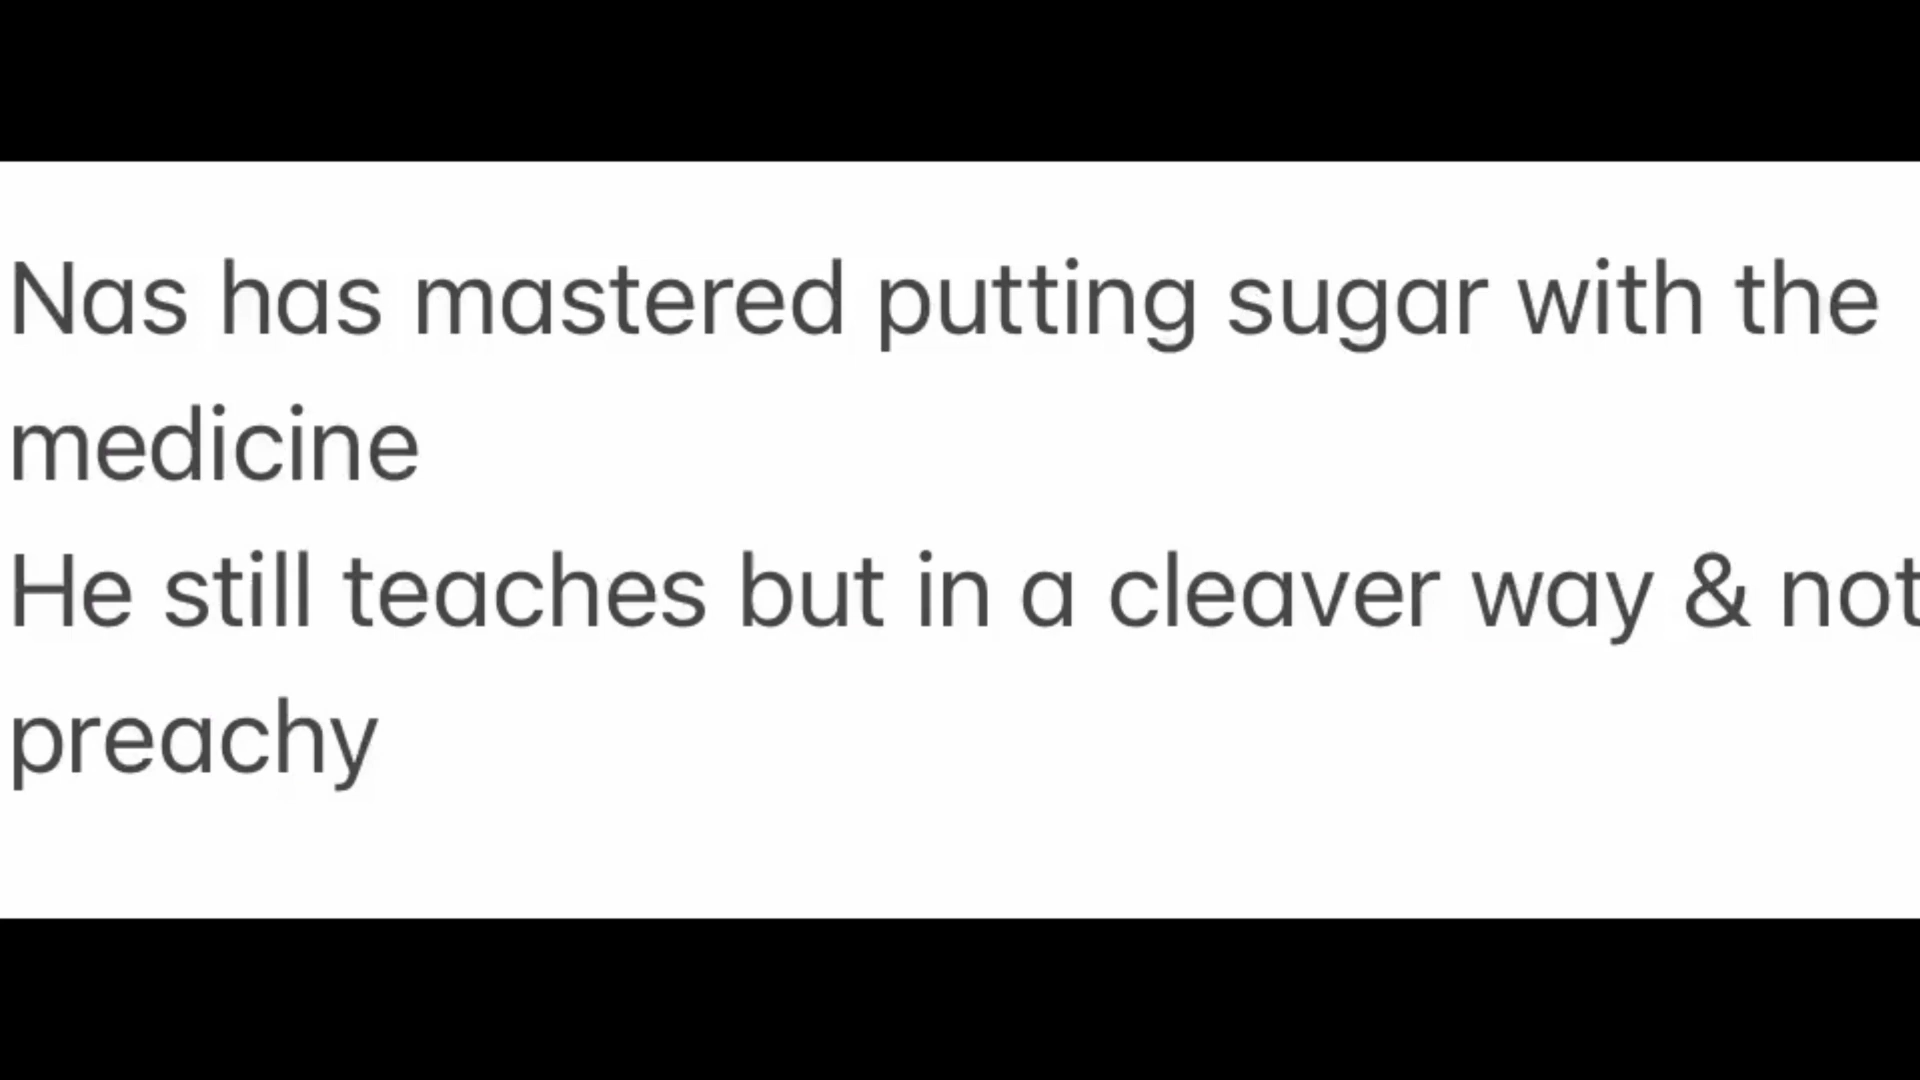 Nas has mastered putting sugar with the
medicine
He still teaches but in a cleaver way & not
preachy